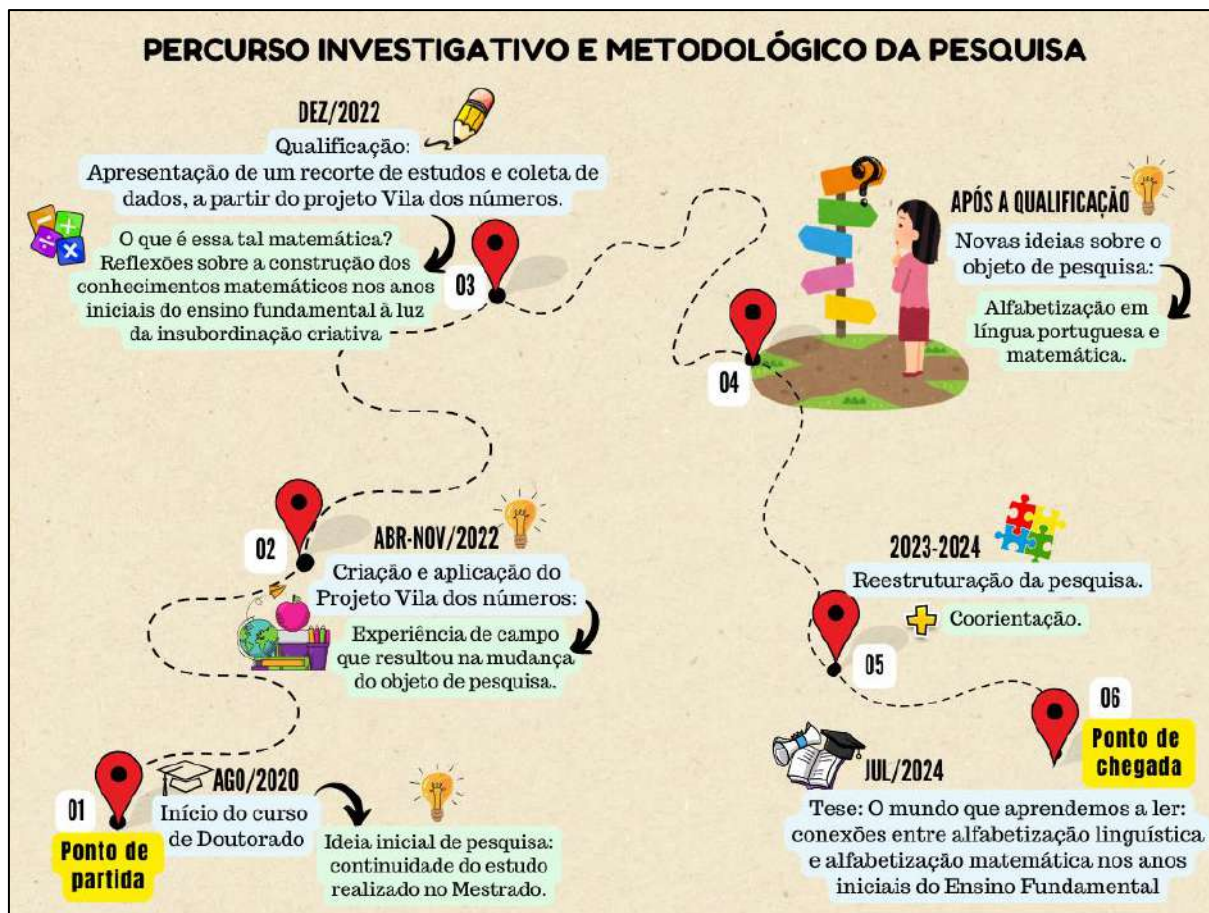 PERCURSO INVESTIGATIVO E METODOLÓGICO DA PESQUISA
01
Ponto de
partida
AGO/2020
Início do curso
de Doutorado
Ideia inicial de pesquisa:
continuidade do estudo
realizado no Mestrado.
02
ABR-NOV/2022
Criação e aplicação do
Projeto Vila dos números:
Experiência de campo
que resultou na mudança
do objeto de pesquisa.
DEZ/2022
Qualificação:
Apresentação de um recorte de estudos e coleta de
dados, a partir do projeto Vila dos números.
O que é essa tal matemática?
Reflexões sobre a construção dos
conhecimentos matemáticos nos anos
iniciais do ensino fundamental à luz
da insubordinação criativa
03
?
04
APÓS A QUALIFICAÇÃO
Novas ideias sobre o
objeto de pesquisa:
Alfabetização em
língua portuguesa e
matemática.
2023-2024
Reestruturação da pesquisa.
Coorientação.
05
06
Ponto de
chegada
JUL/2024
Tese: O mundo que aprendemos a ler:
conexões entre alfabetização linguística
e alfabetização matemática nos anos
iniciais do Ensino Fundamental